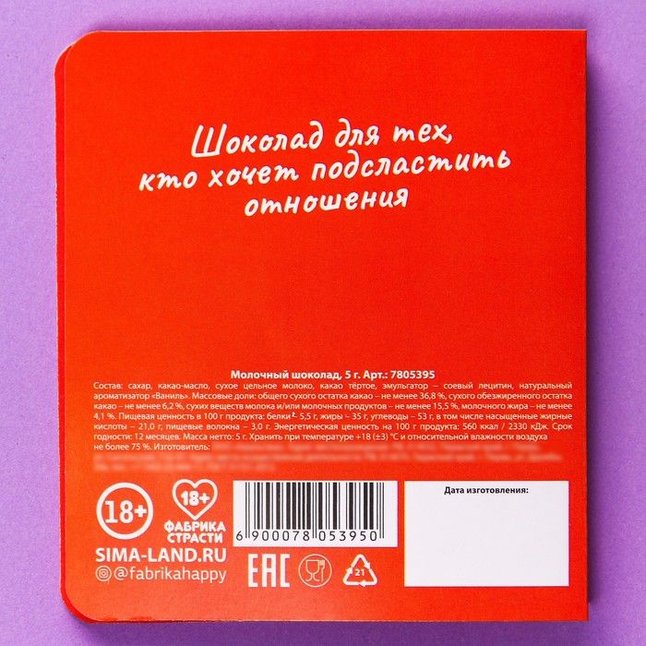 Шоколад для тех,
кто хочет подсластить
отношения
Молочный шоколад, 5 г. Арт.: 7805395
Состав: сахар, какао-масло, сухое цельное молоко, какао тёртое, эмульгатор – соевый лецитин, натуральный
ароматизатор «Ваниль». Массовые доли: общего сухого остатка какао – не менее 36,8 %, сухого обезжиренного остатка
какао – не менее 6,2 %, сухих веществ молока и/или молочных продуктов – не менее 15,5 %, молочного жира – не менее
4,1 %. Пищевая ценность в 100 г продукта: белки – 5,5 г, жиры – 35 г, углеводы – 53 г, в том числе насыщенные жирные
кислоты – 21,0 г, пищевые волокна – 3,0 г. Энергетическая ценность на 100 г продукта: 560 ккал / 2330 кДж. Срок
годности: 12 месяцев. Масса нетто: 5 г. Хранить при температуре +18 (±3) °С и относительной влажности воздуха
не более 75 %. Изготовитель:
18+
18+
ФАБРИКА
СТРАСТИ
SIMA-LAND.RU
@fabrikahappy
6 900078 053950
EAC
21
Дата изготовления: